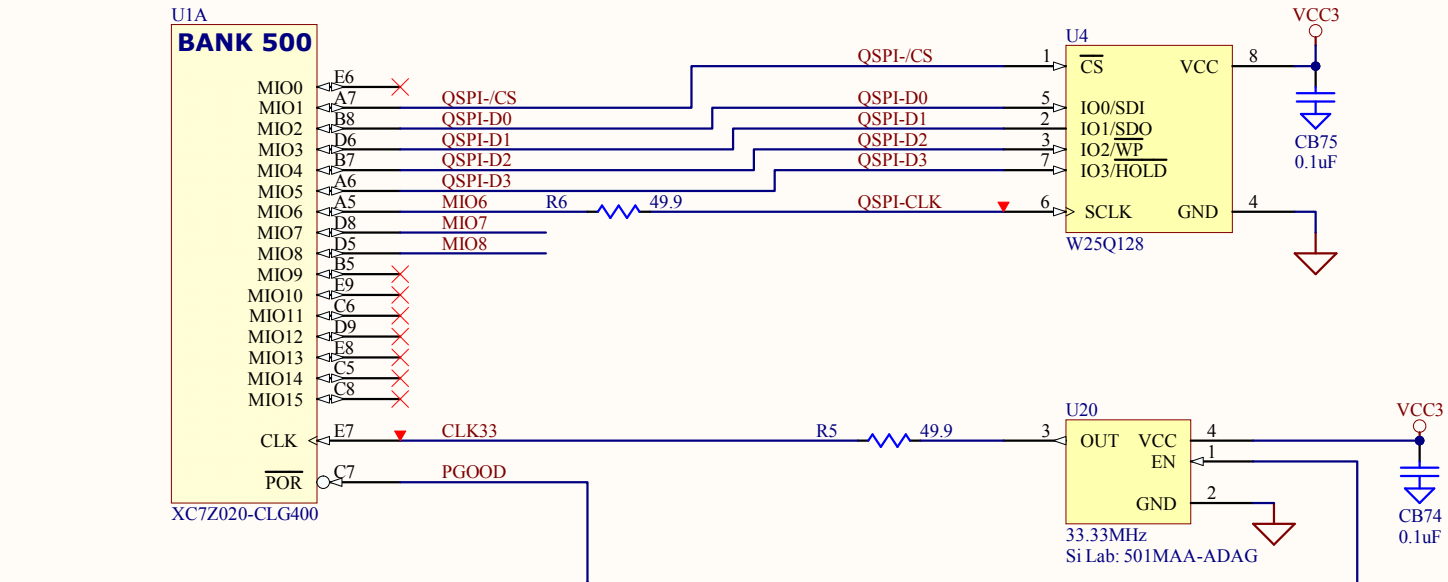 U1A
BANK 500
MIO0 E6
MIO1 A7 QSPI-/CS
MIO2 B8 QSPI-D0
MIO3 D6 QSPI-D1
MIO4 B7 QSPI-D2
MIO5 A6 QSPI-D3
MIO6 A5 MIO6 R6 49.9 QSPI-CLK
MIO7 D8 MIO7
MIO8 D5 MIO8
MIO9 B5
MIO10 E9
MIO11 C6
MIO12 D9
MIO13 E8
MIO14 C5
MIO15 C8
CLK E7 CLK33 R5 49.9
POR C7 PGOOD
XC7Z020-CLG400
U4
QSPI-/CS 1 CS VCC 8
QSPI-D0 5 IO0/SDI
QSPI-D1 2 IO1/SDO
QSPI-D2 3 IO2/WP
QSPI-D3 7 IO3/HOLD
6 SCLK GND 4
W25Q128
VCC3
CB75
0.1uF
U20
3 OUT VCC 4
EN 1
GND 2
33.33MHz
Si Lab: 501MAA-ADAG
VCC3
CB74
0.1uF